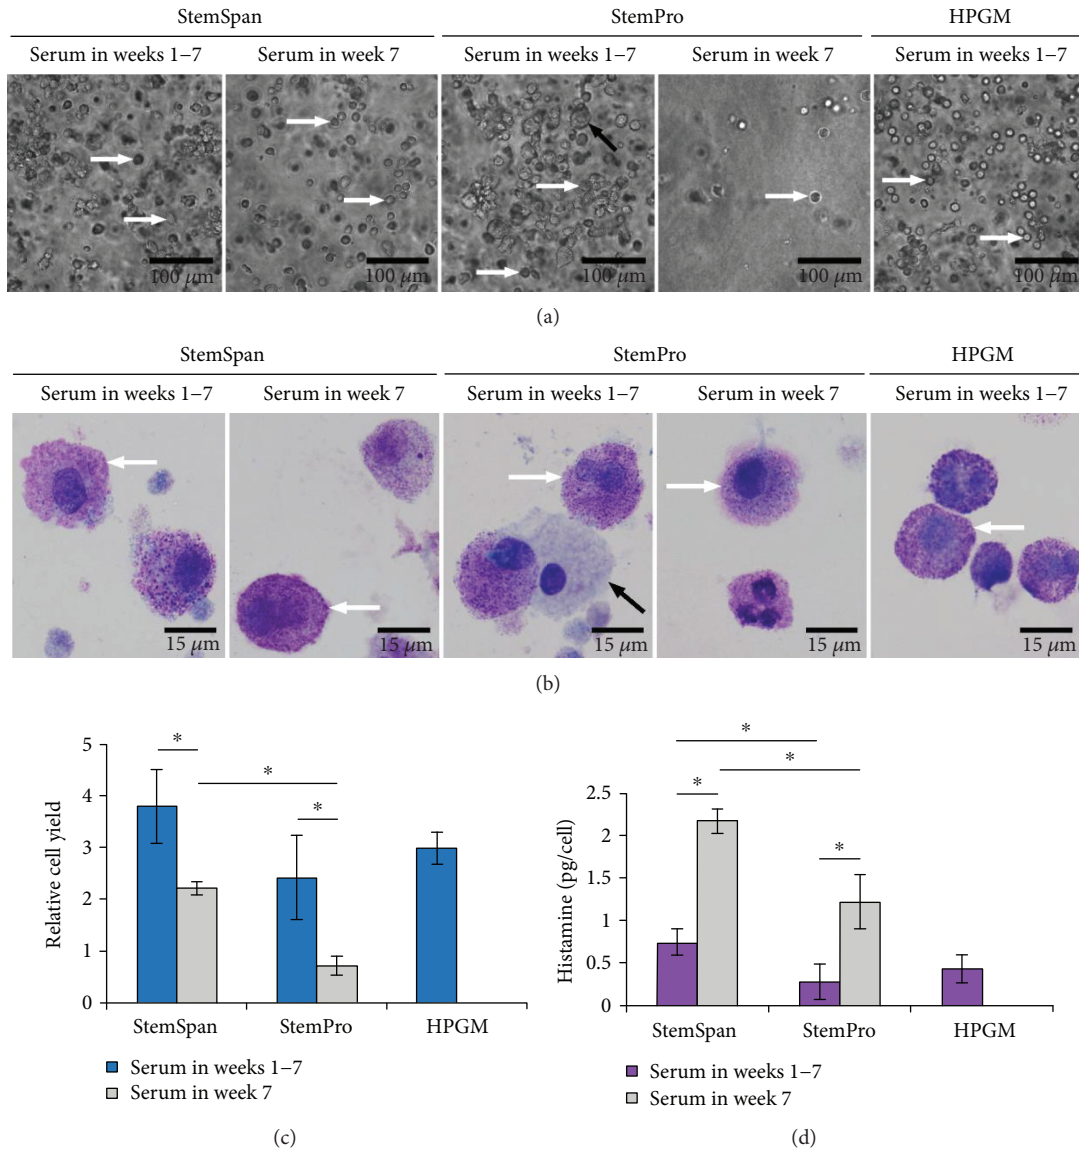 StemSpan StemPro HPGM
Serum in weeks 1–7 Serum in week 7 Serum in weeks 1–7 Serum in week 7 Serum in weeks 1–7
100 μm 100 μm 100 μm 100 μm 100 μm
(a)
StemSpan StemPro HPGM
Serum in weeks 1–7 Serum in week 7 Serum in weeks 1–7 Serum in week 7 Serum in weeks 1–7
15 μm 15 μm 15 μm 15 μm 15 μm
(b)
Relative cell yield
5
4
3
2
1
0
* * *
StemSpan StemPro HPGM
Serum in weeks 1–7
Serum in week 7
(c)
Histamine (pg/cell)
2.5
2
1.5
1
0.5
0
* * * *
StemSpan StemPro HPGM
Serum in weeks 1–7
Serum in week 7
(d)